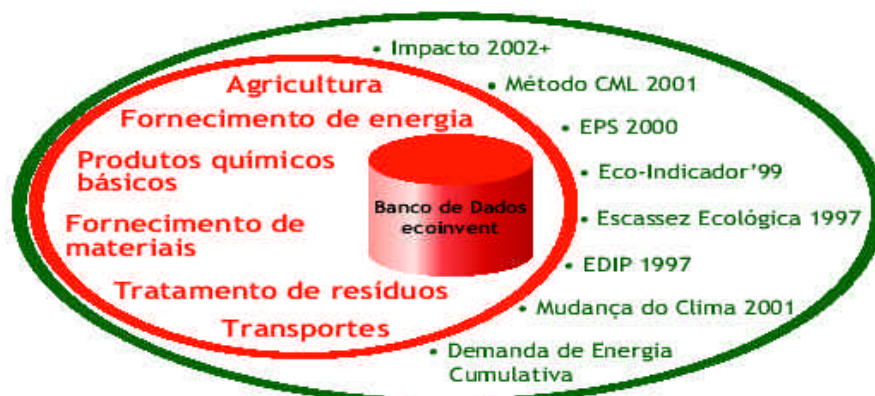 • Impacto 2002+
Agricultura
• Método CML 2001
Fornecimento de energia
• EPS 2000
Produtos químicos
básicos
• Eco-Indicador'99
Banco de Dados
ecoinvent
Fornecimento de
materiais
• Escassez Ecológica 1997
• EDIP 1997
Tratamento de resíduos
• Mudança do Clima 2001
Transportes
• Demanda de Energia
Cumulativa